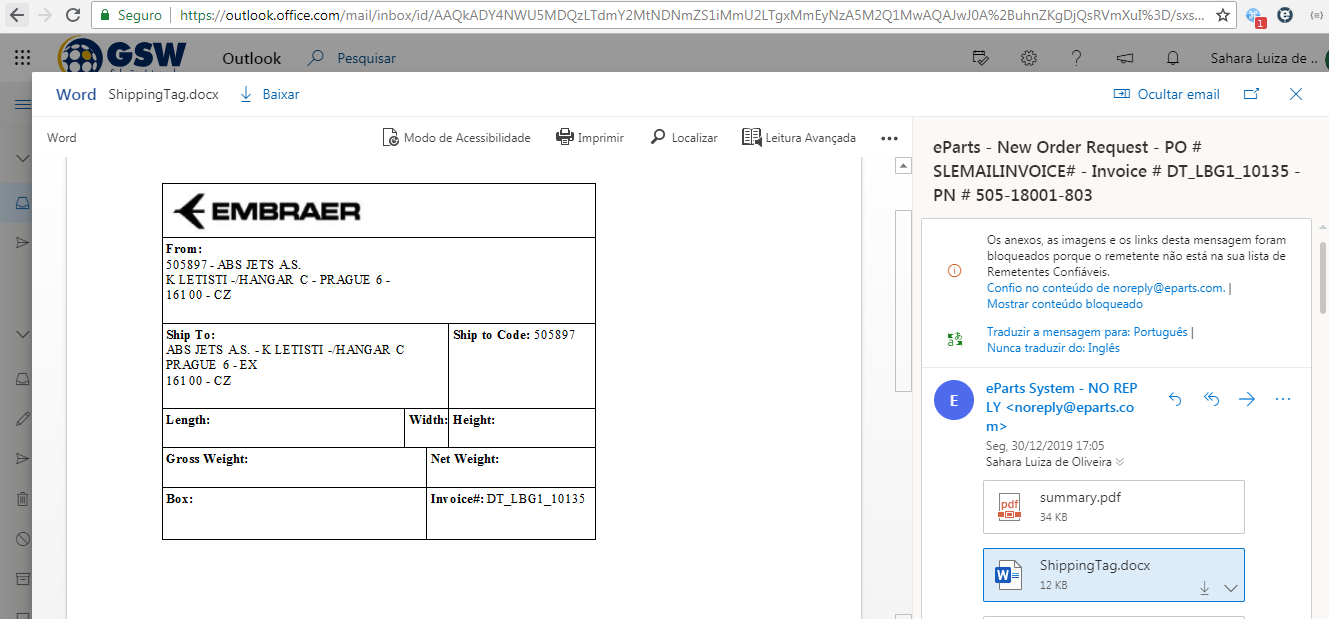 Seguro
https://outlook.office.com/mail/inbox/id/AAQkADY4NWU5MDQzLTdmY2MtNDNmZS1iMmU2LTgxMmEyNzA5M2Q1MwAQAJwJ0A%2BuhnZKgDjQsRVmXuI%3D/sxs...
1
GSW
Outlook
Pesquisar
Sahara Luiza de ..
Word
ShippingTag.docx
Baixar
Ocultar email
Word
Modo de Acessibilidade
Imprimir
Localizar
Leitura Avançada
EMBRAER
From:
505897 - ABS JETS A.S.
K LETISTI -/HANGAR C - PRAGUE 6 -
161 00 - CZ
Ship To:
ABS JETS A.S. - K LETISTI -/HANGAR C
PRAGUE 6 - EX
161 00 - CZ
Ship to Code: 505897
Length:
Width:
Height:
Gross Weight:
Net Weight:
Box:
Invoice#: DT_LBG1_10135
eParts - New Order Request - PO #
SLEMAILINVOICE# - Invoice # DT_LBG1_10135 -
PN # 505-18001-803
Os anexos, as imagens e os links desta mensagem foram
bloqueados porque o remetente não está na sua lista de
Remetentes Confiáveis.
Confio no conteúdo de noreply@eparts.com. |
Mostrar conteúdo bloqueado
Traduzir a mensagem para: Português |
Nunca traduzir do: Inglês
E
eParts System - NO REP
LY <noreply@eparts.co
m>
Seg, 30/12/2019 17:05
Sahara Luiza de Oliveira
pdf
summary.pdf
34 KB
W
ShippingTag.docx
12 KB